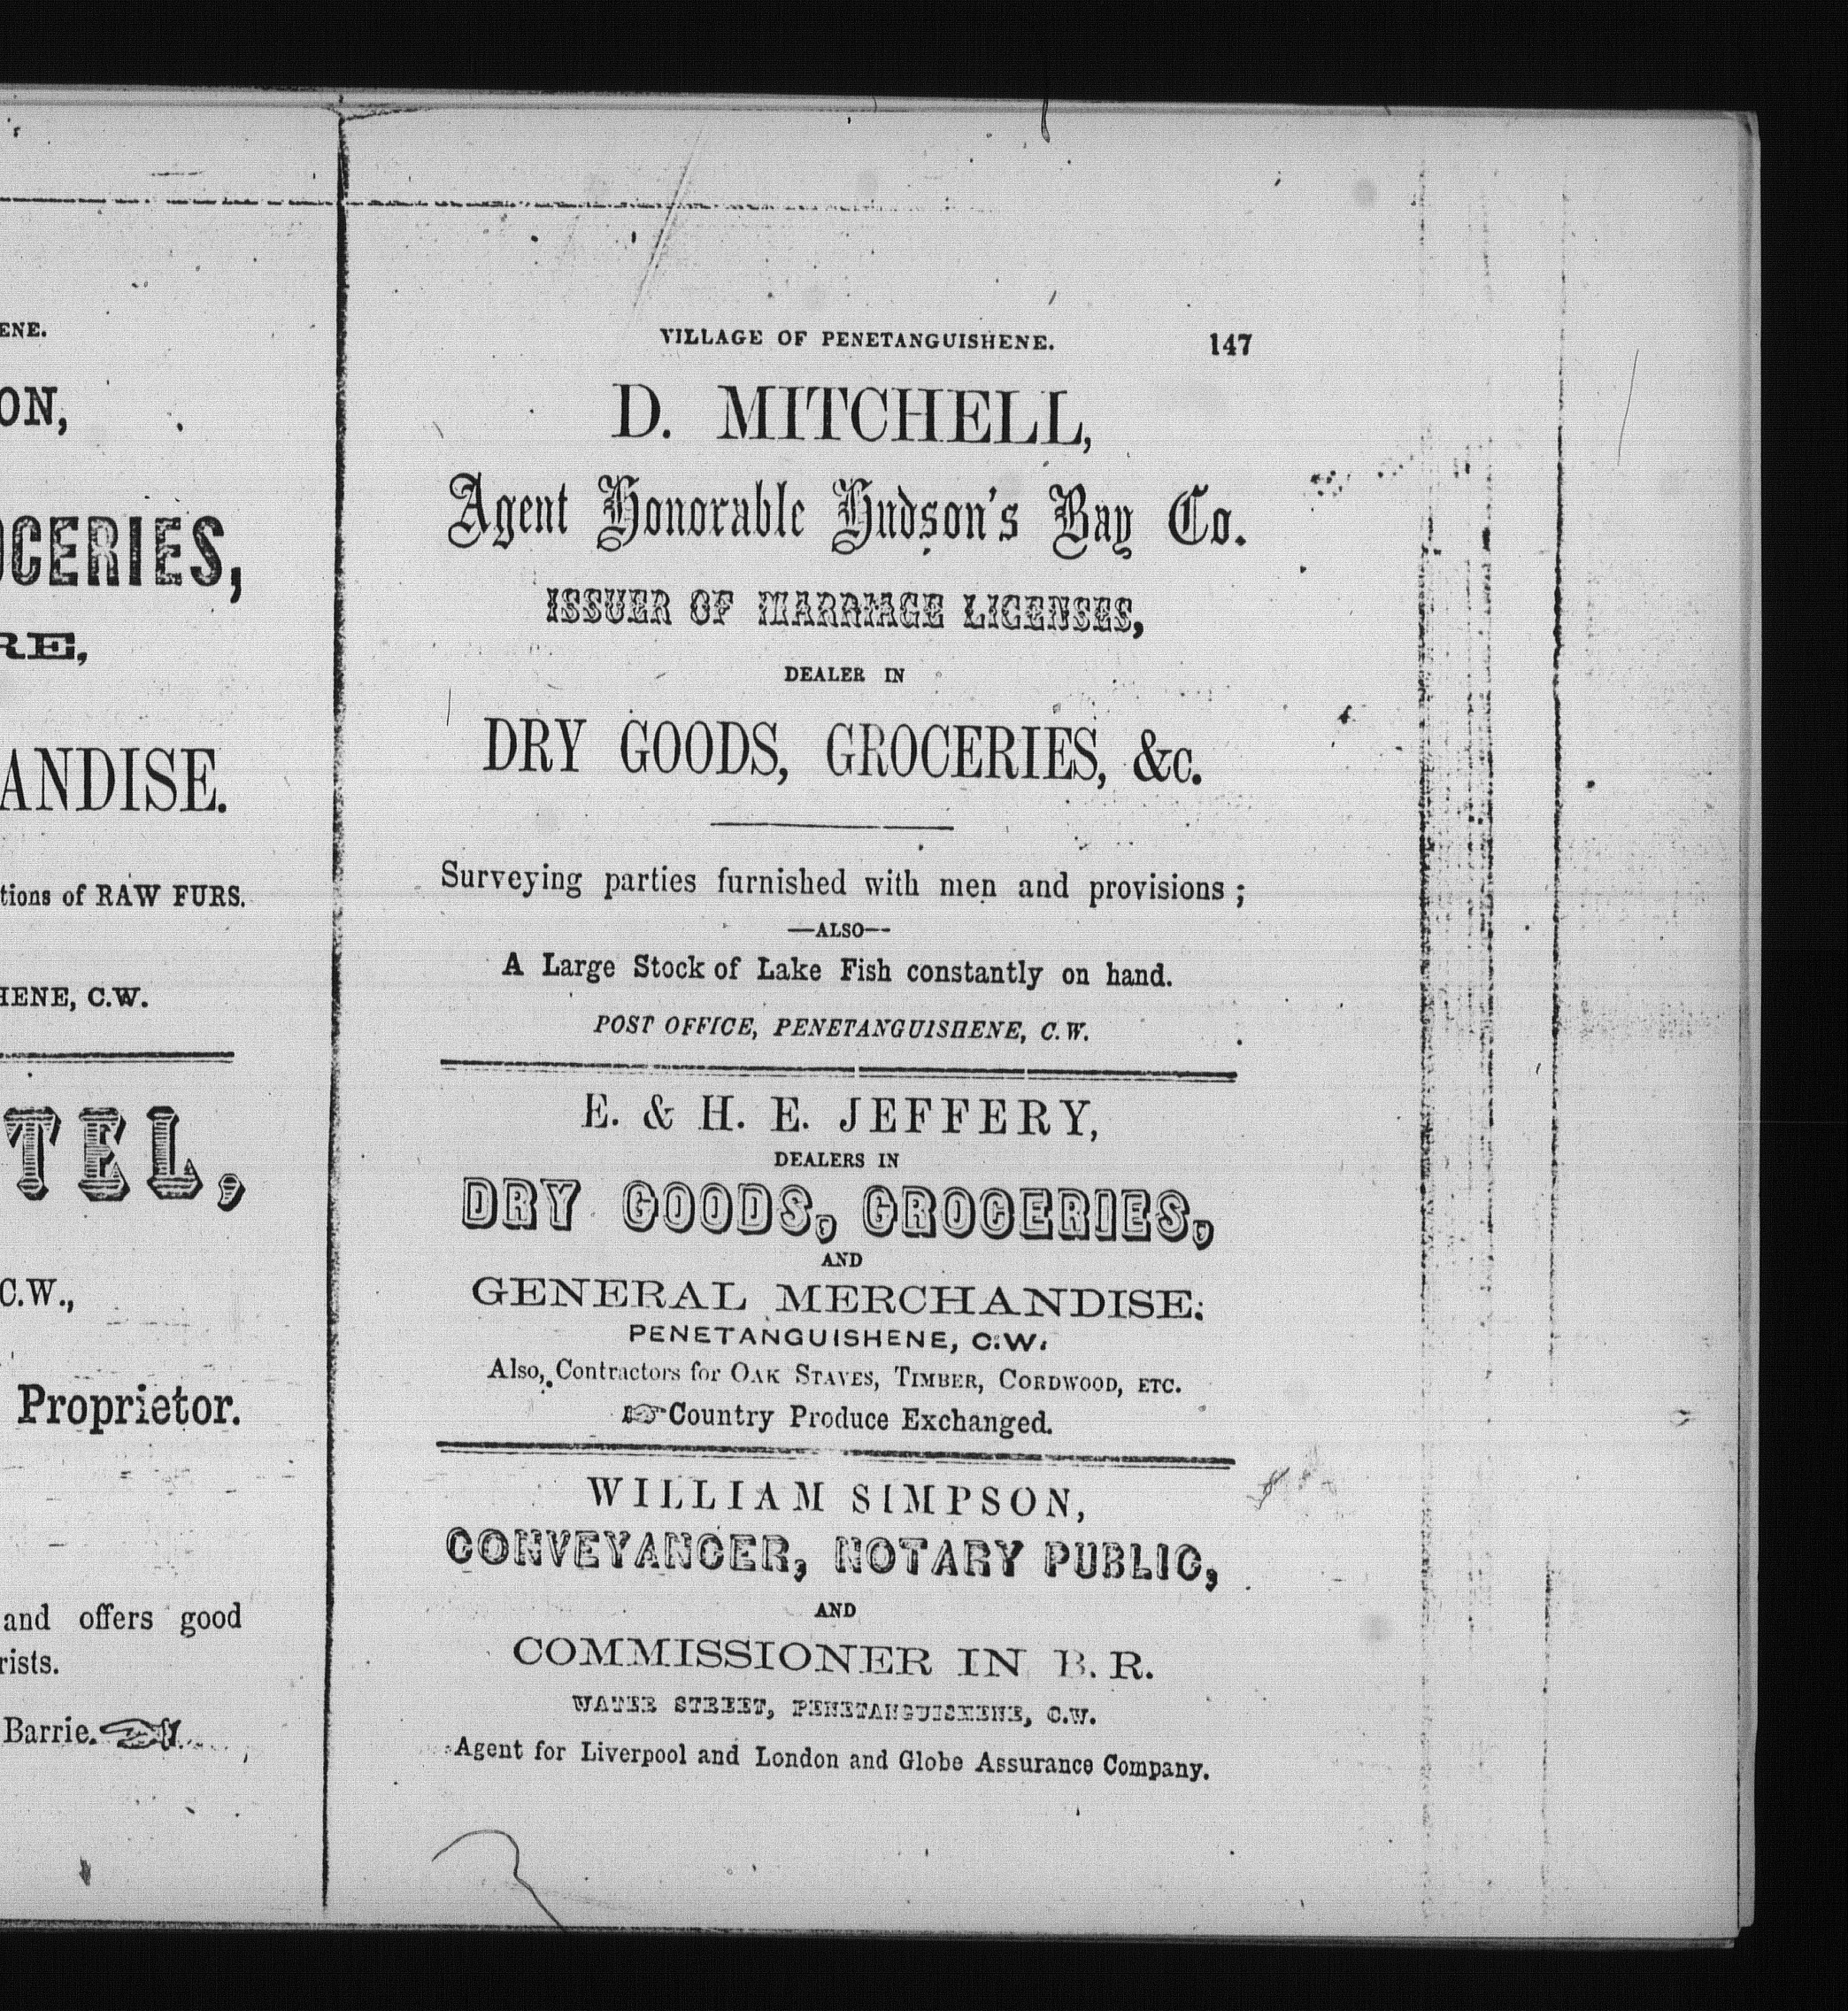 ENE.
ON,
OCERIES,
RE,
ANDISE.
tions of RAW FURS.
HENE, C.W.
TEL,
C.W.,
Proprietor.
and offers good
rists.
Barrie.
VILLAGE OF PENETANGUISHENE. 147
D. MITCHELL,
Agent Honorable Hudson's Bay Co.
ISSUER OF MARRIAGE LICENSES,
DEALER IN
DRY GOODS, GROCERIES, &c.
Surveying parties furnished with men and provisions ;
—ALSO—
A Large Stock of Lake Fish constantly on hand.
POST OFFICE, PENETANGUISHENE, C.W.
E. & H. E. JEFFERY,
DEALERS IN
DRY GOODS, GROCERIES,
AND
GENERAL MERCHANDISE.
PENETANGUISHENE, C.W.
Also, Contractors for OAK STAVES, TIMBER, CORDWOOD, ETC.
☞Country Produce Exchanged.
WILLIAM SIMPSON,
CONVEYANCER, NOTARY PUBLIC,
AND
COMMISSIONER IN B. R.
WATER STREET, PENETANGUISHENE, C.W.
Agent for Liverpool and London and Globe Assurance Company.